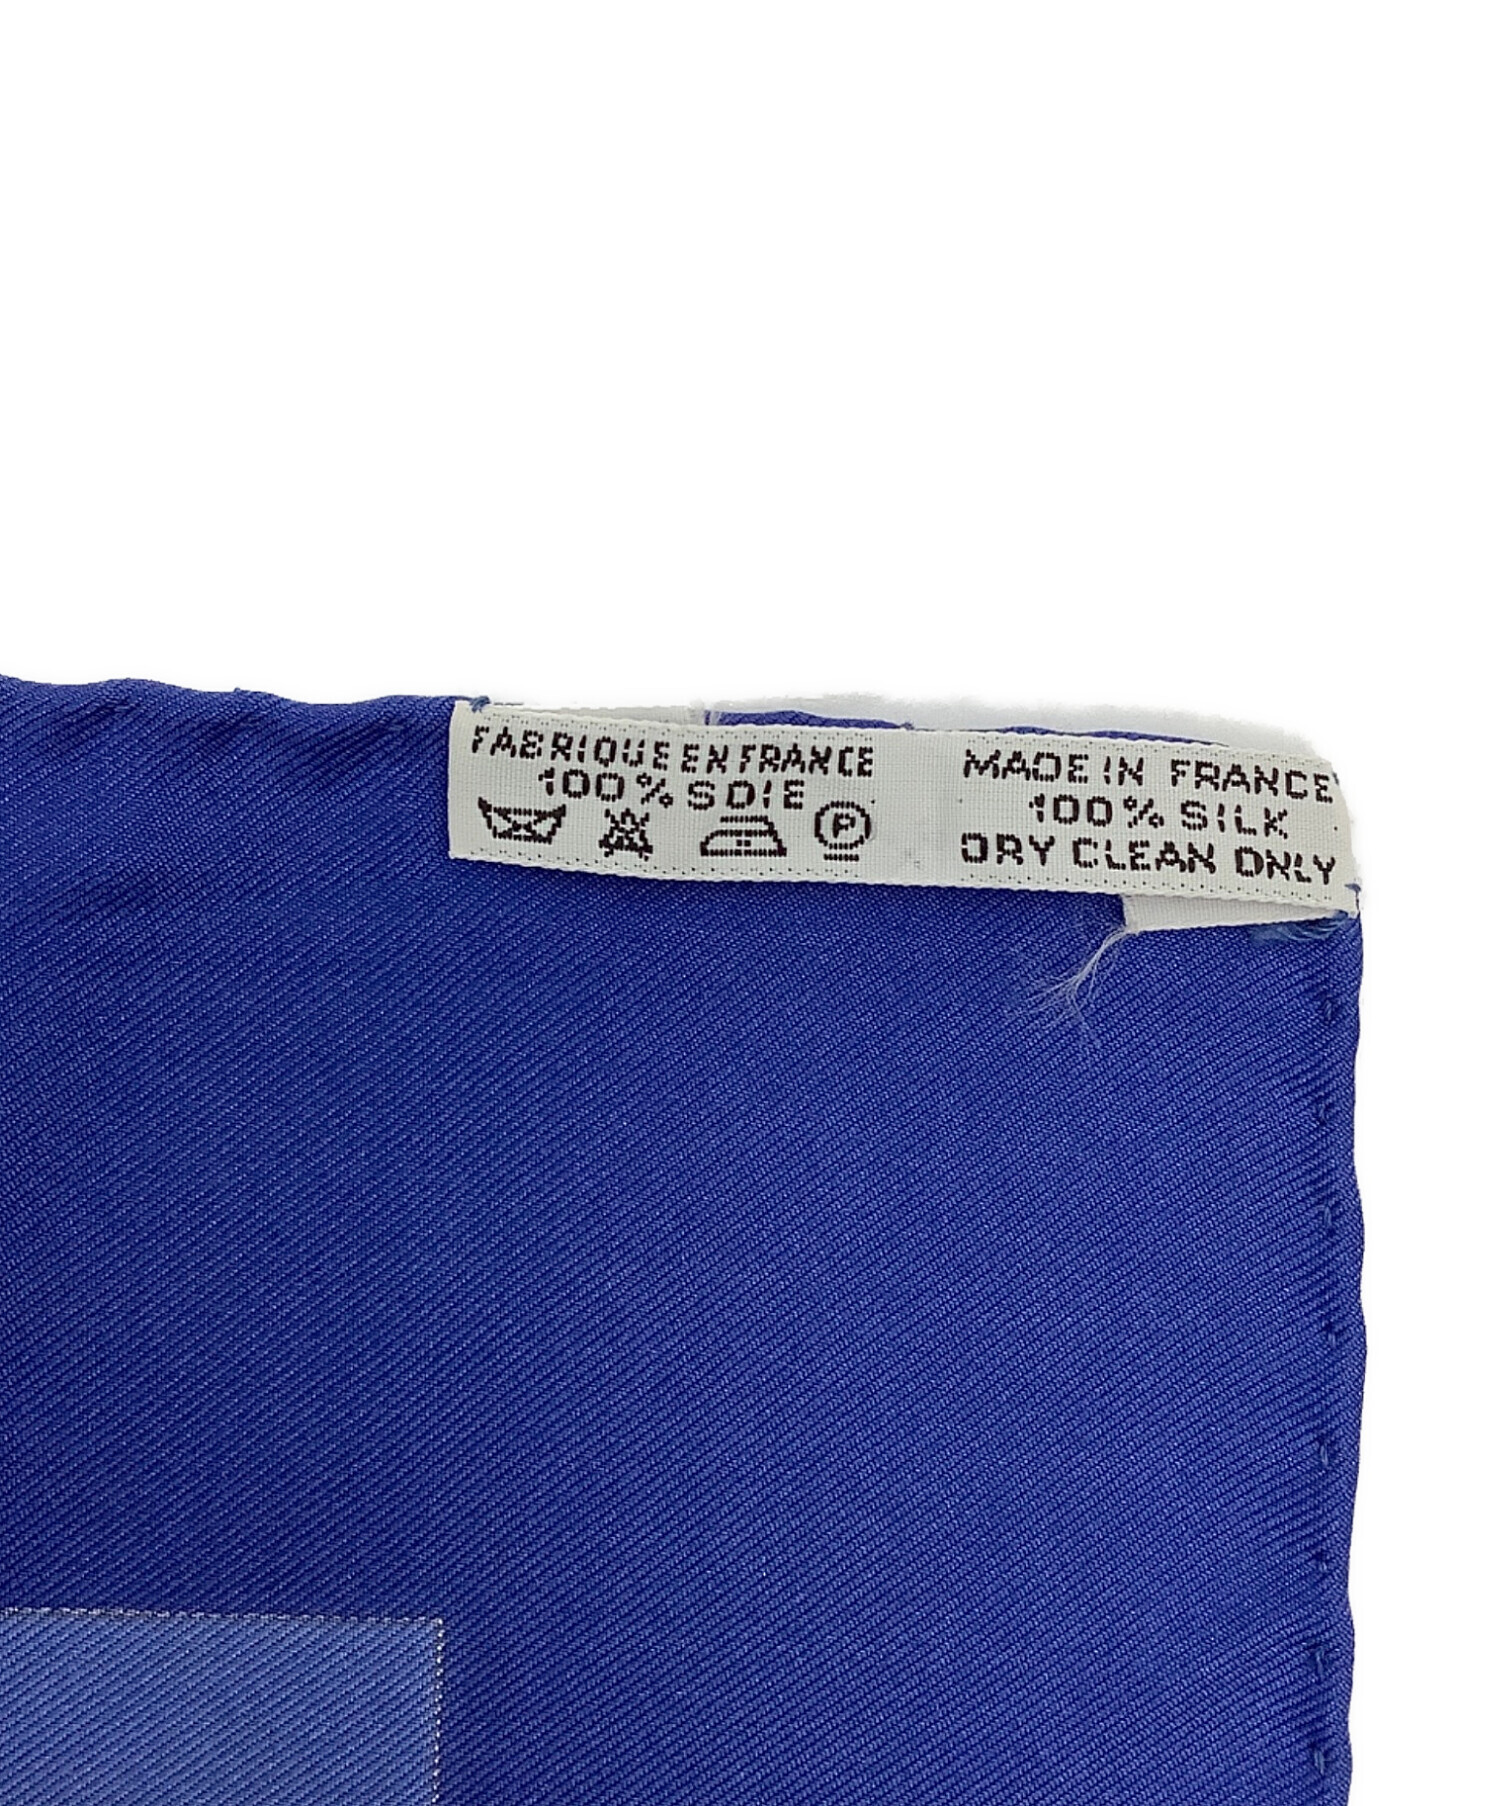 FABRIQUE EN FRANCE
100% SOIE
P
MADE IN FRANCE
100% SILK
DRY CLEAN ONLY